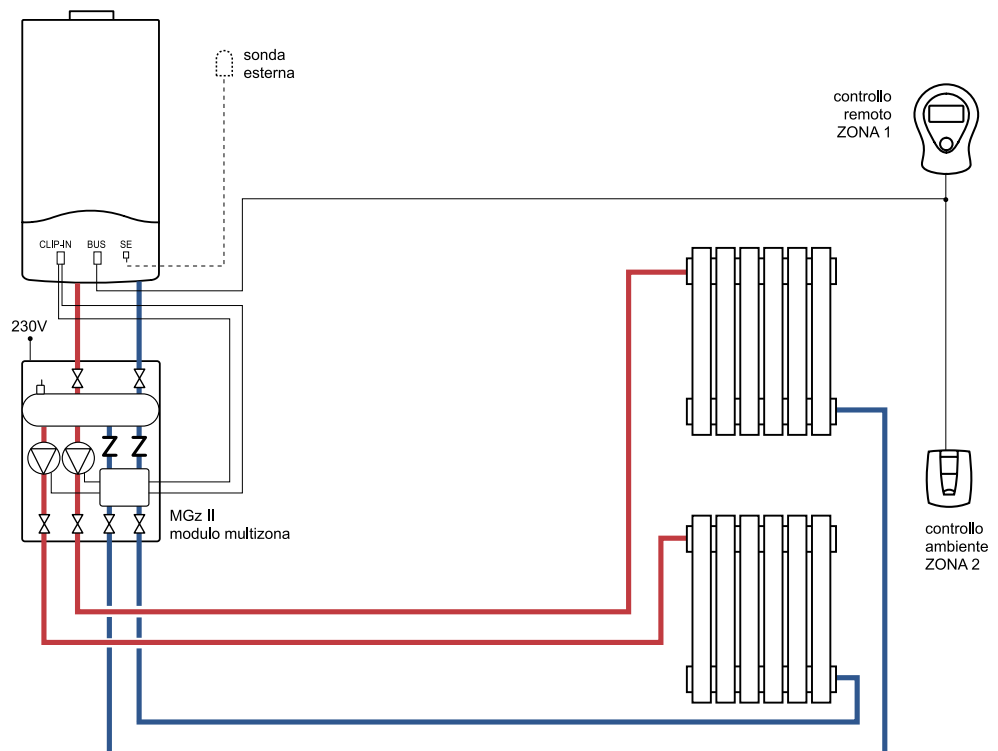 sonda
esterna
controllo
remoto
ZONA 1
CLIP-IN BUS SE
230V
MGz II
modulo multizona
controllo
ambiente
ZONA 2